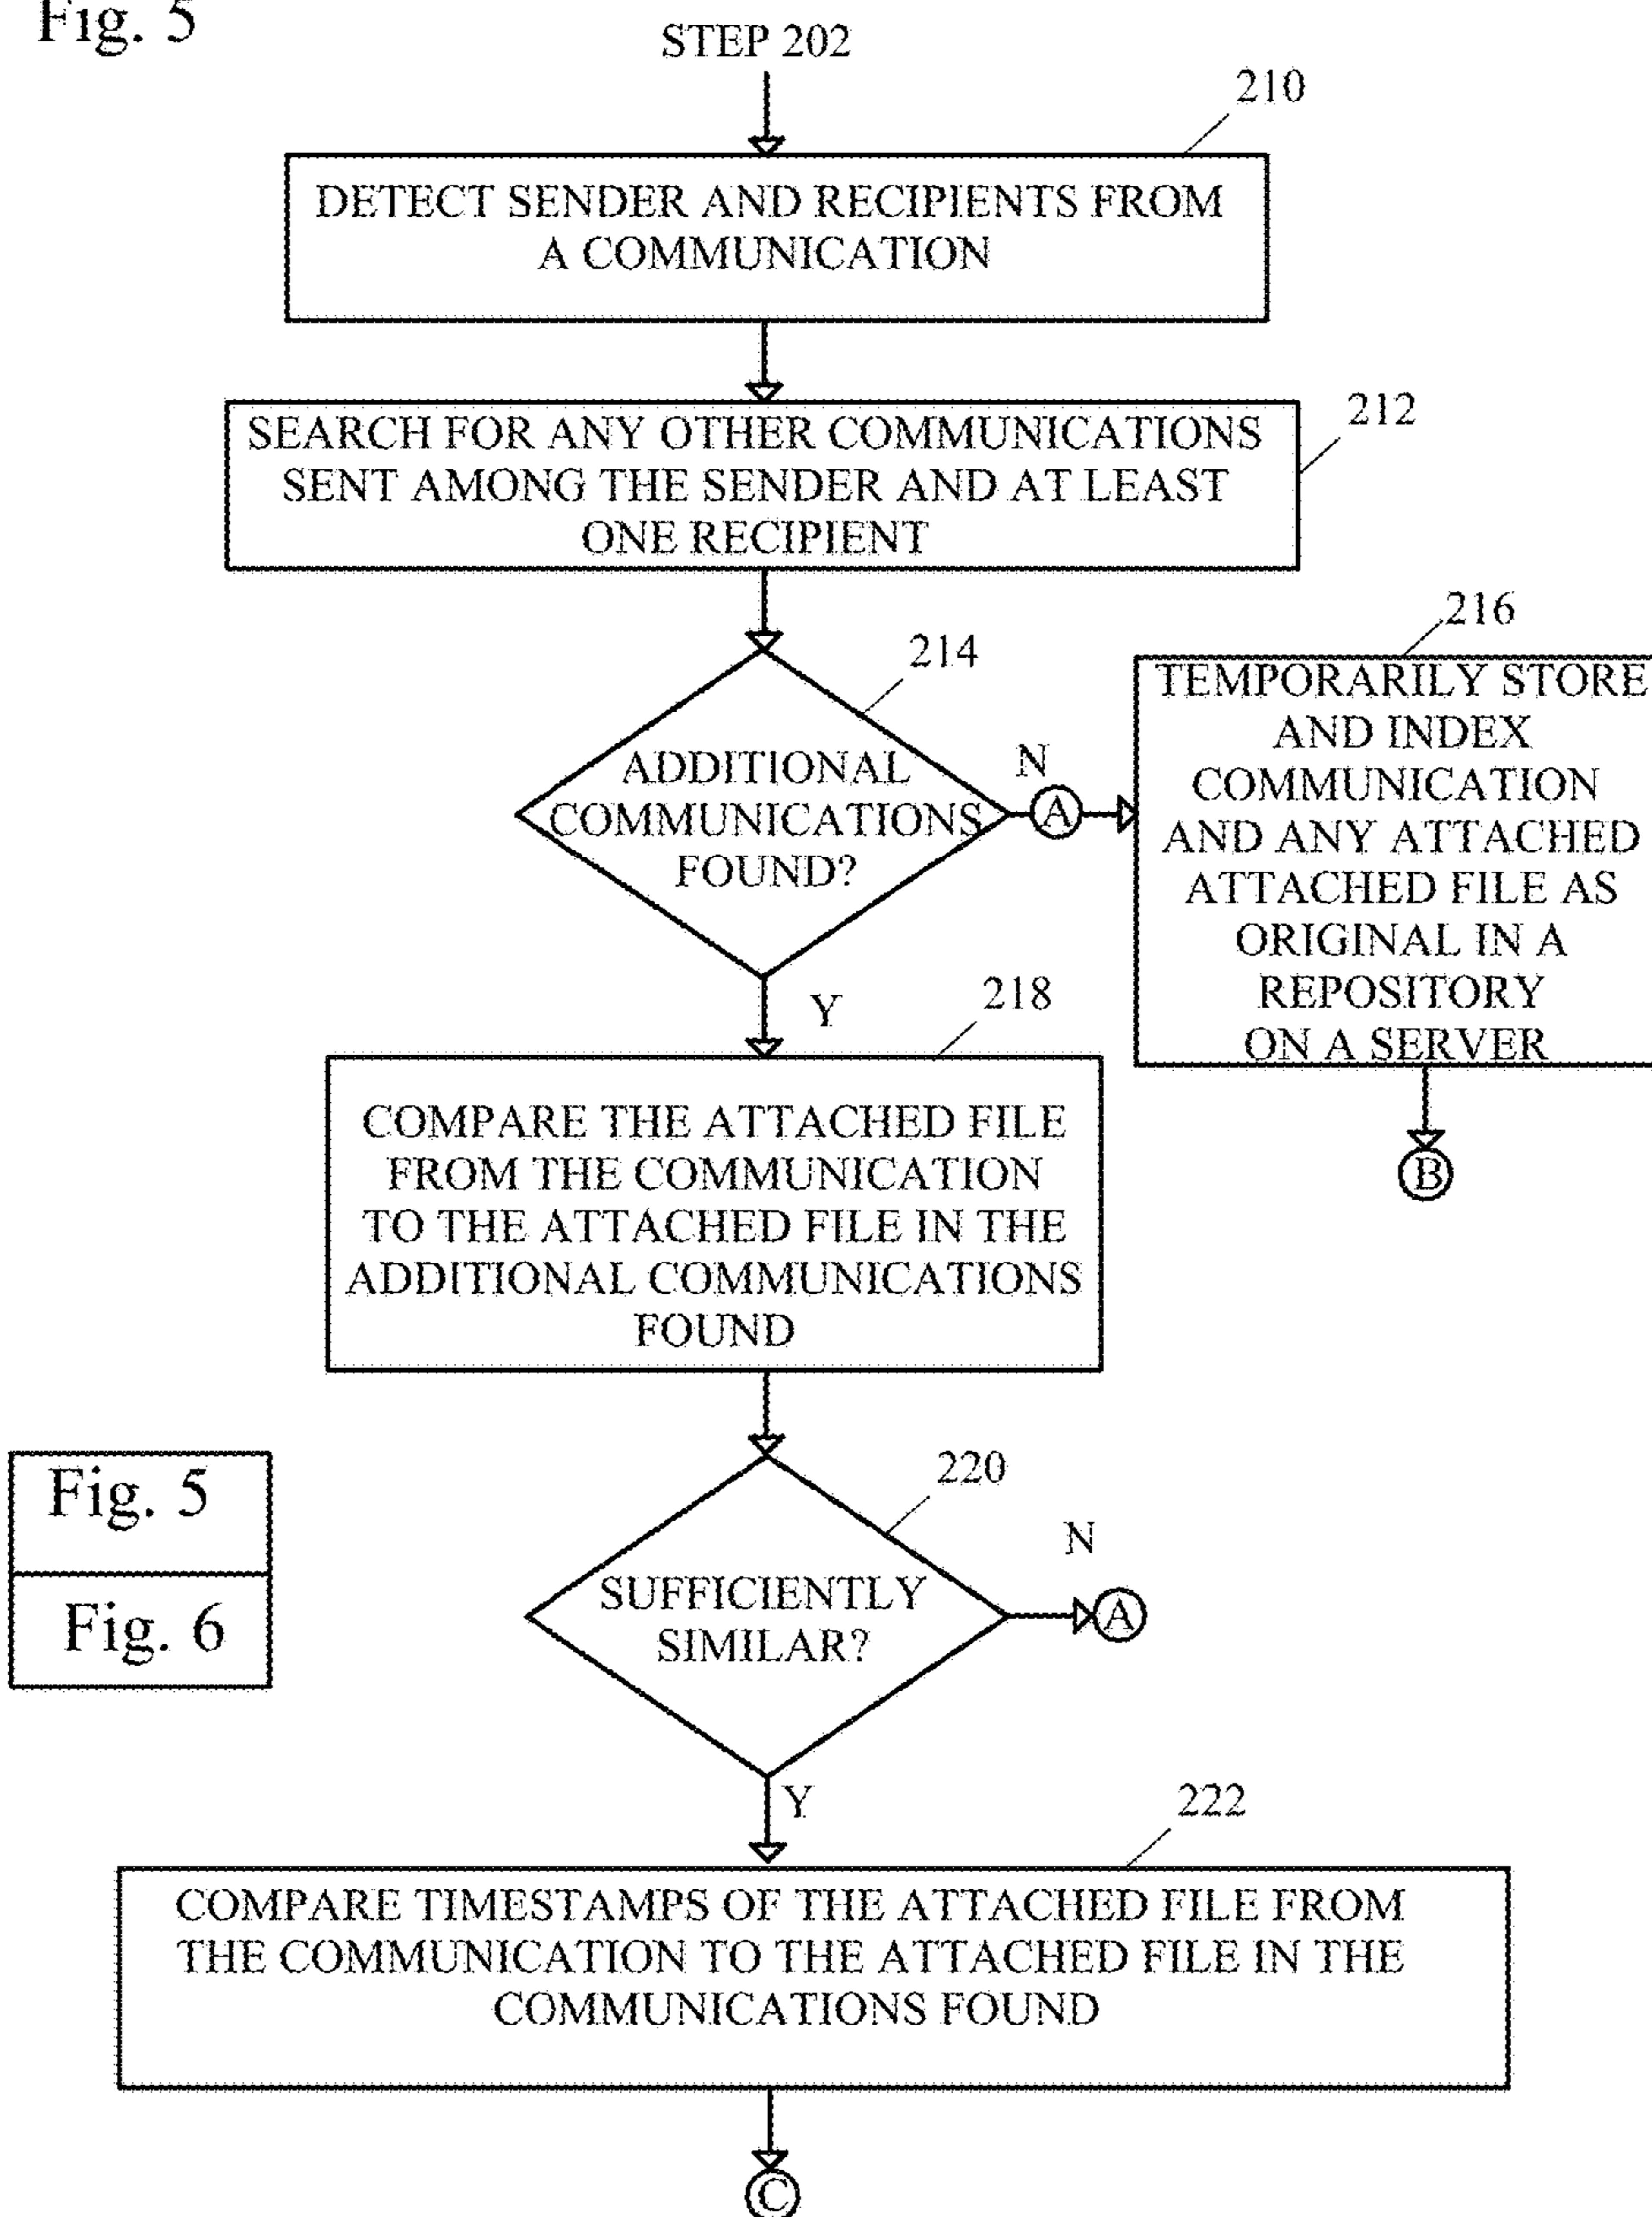 Fig. 5
STEP 202
210
DETECT SENDER AND RECIPIENTS FROM
A COMMUNICATION
212
SEARCH FOR ANY OTHER COMMUNICATIONS
SENT AMONG THE SENDER AND AT LEAST
ONE RECIPIENT
214
ADDITIONAL
COMMUNICATIONS
FOUND?
N
A
216
TEMPORARILY STORE
AND INDEX
COMMUNICATION
AND ANY ATTACHED
ATTACHED FILE AS
ORIGINAL IN A
REPOSITORY
ON A SERVER
B
Y
218
COMPARE THE ATTACHED FILE
FROM THE COMMUNICATION
TO THE ATTACHED FILE IN THE
ADDITIONAL COMMUNICATIONS
FOUND
Fig. 5
Fig. 6
220
SUFFICIENTLY
SIMILAR?
N
A
Y
222
COMPARE TIMESTAMPS OF THE ATTACHED FILE FROM
THE COMMUNICATION TO THE ATTACHED FILE IN THE
COMMUNICATIONS FOUND
C